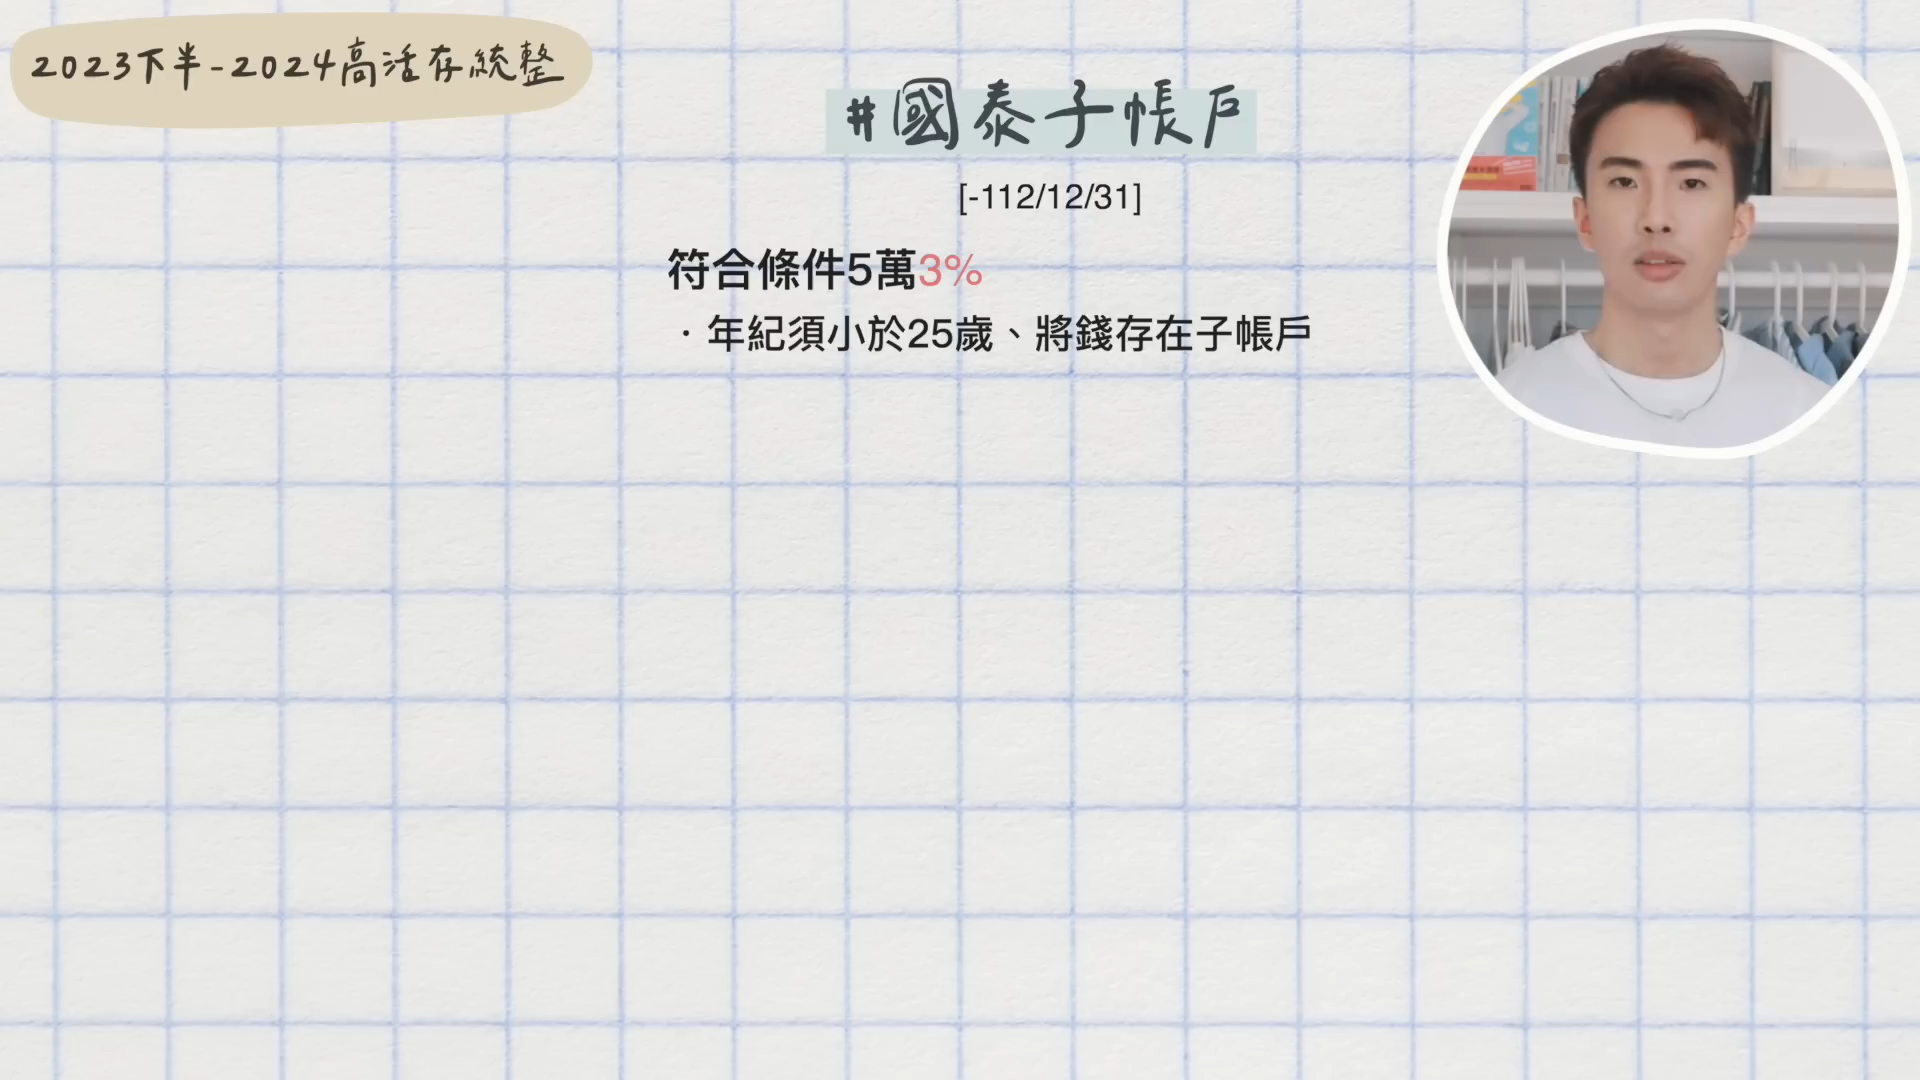 2023下半-2024高活存統整
#國泰子帳戶
[-112/12/31]
符合條件5萬3%
・年紀須小於25歲、將錢存在子帳戶